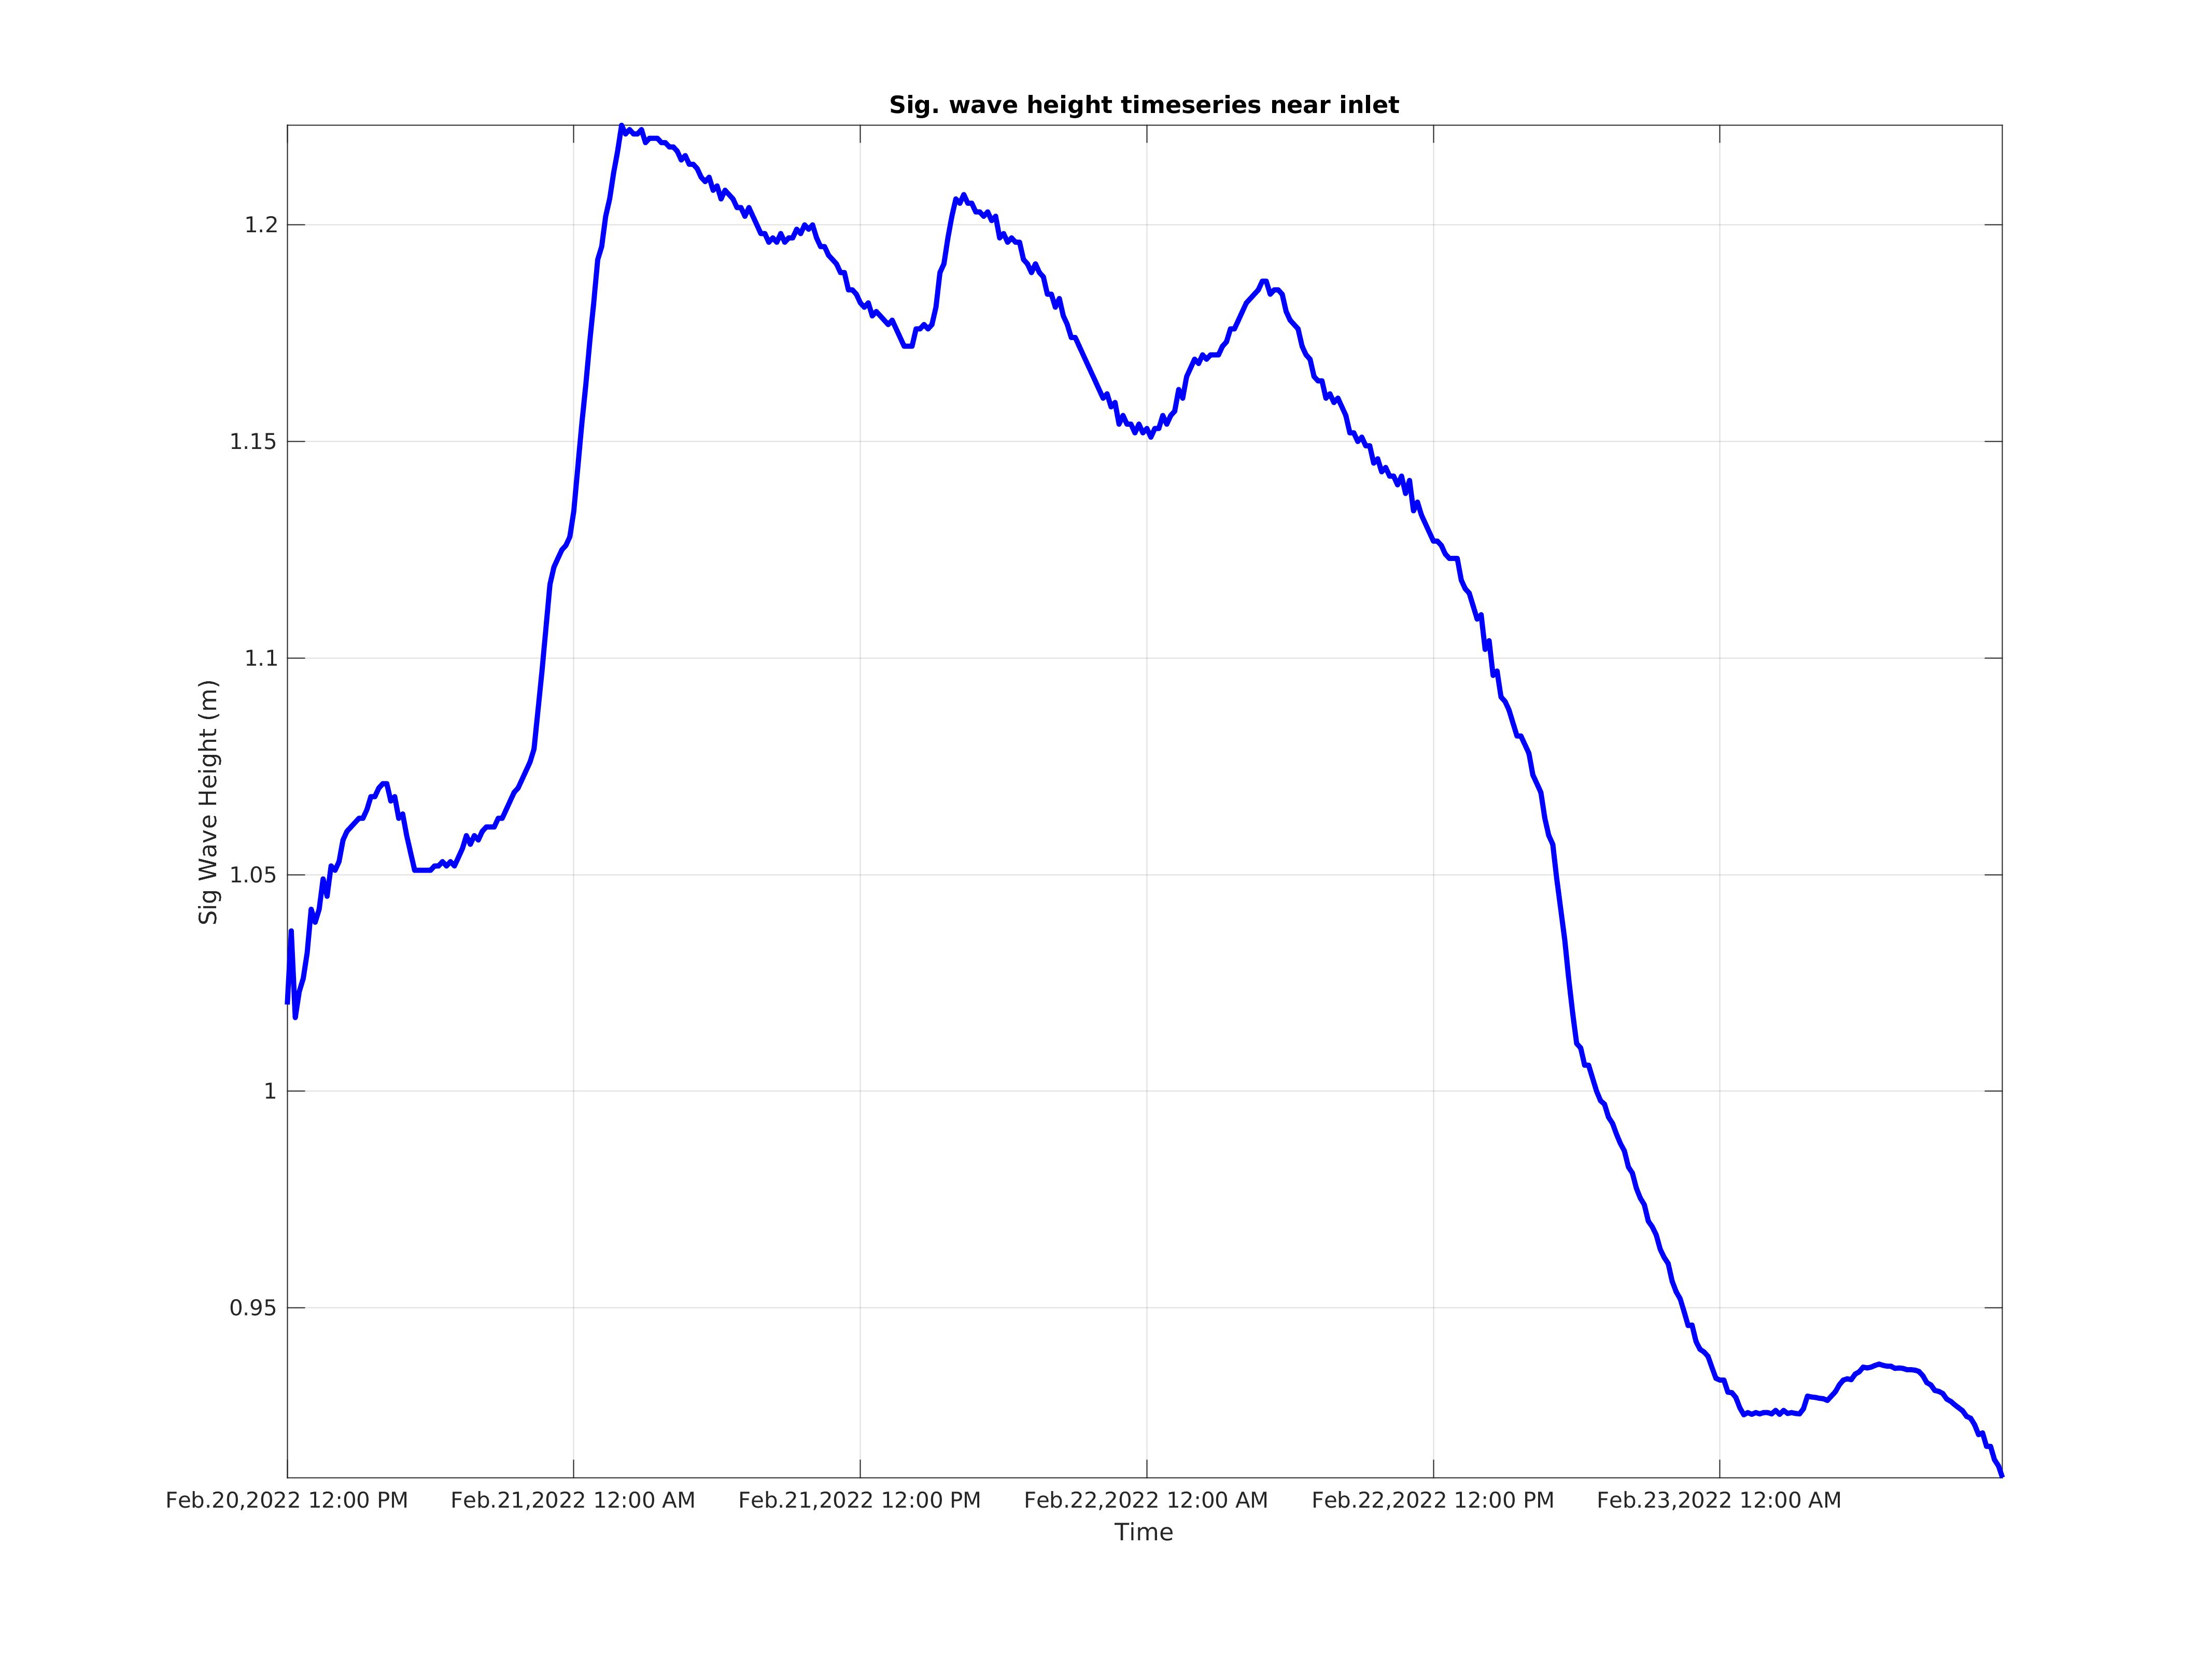 Sig. wave height timeseries near inlet
Sig Wave Height (m)
1.2
1.15
1.1
1.05
1
0.95
Feb.20,2022 12:00 PM Feb.21,2022 12:00 AM Feb.21,2022 12:00 PM Feb.22,2022 12:00 AM Feb.22,2022 12:00 PM Feb.23,2022 12:00 AM
Time